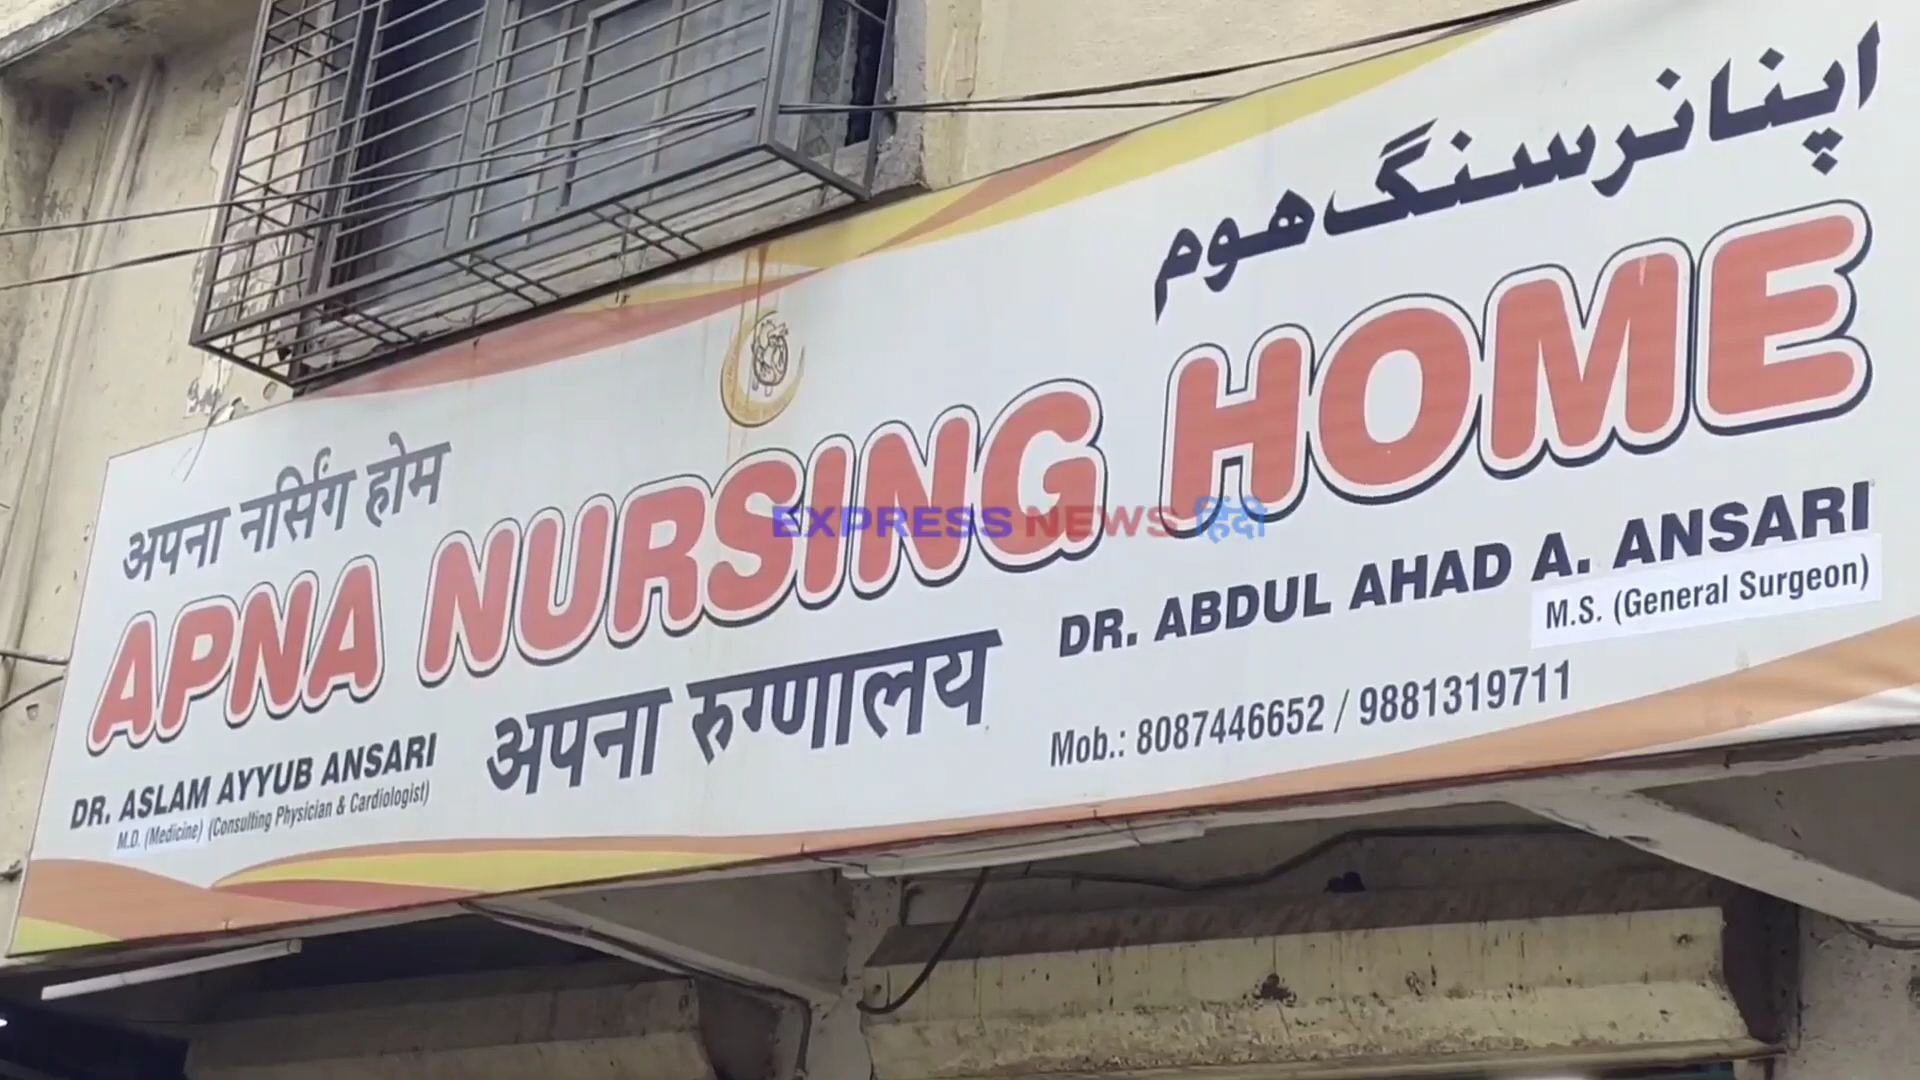 اپنا نرسنگ ہوم
अपना नर्सिंग होम
APNA NURSING HOME
EXPRESS NEWS हिंदी
DR. ASLAM AYYUB ANSARI
M.D. (Medicine) (Consulting Physician & Cardiologist)
अपना रुग्णालय
DR. ABDUL AHAD A. ANSARI
M.S. (General Surgeon)
Mob.: 8087446652 / 9881319711